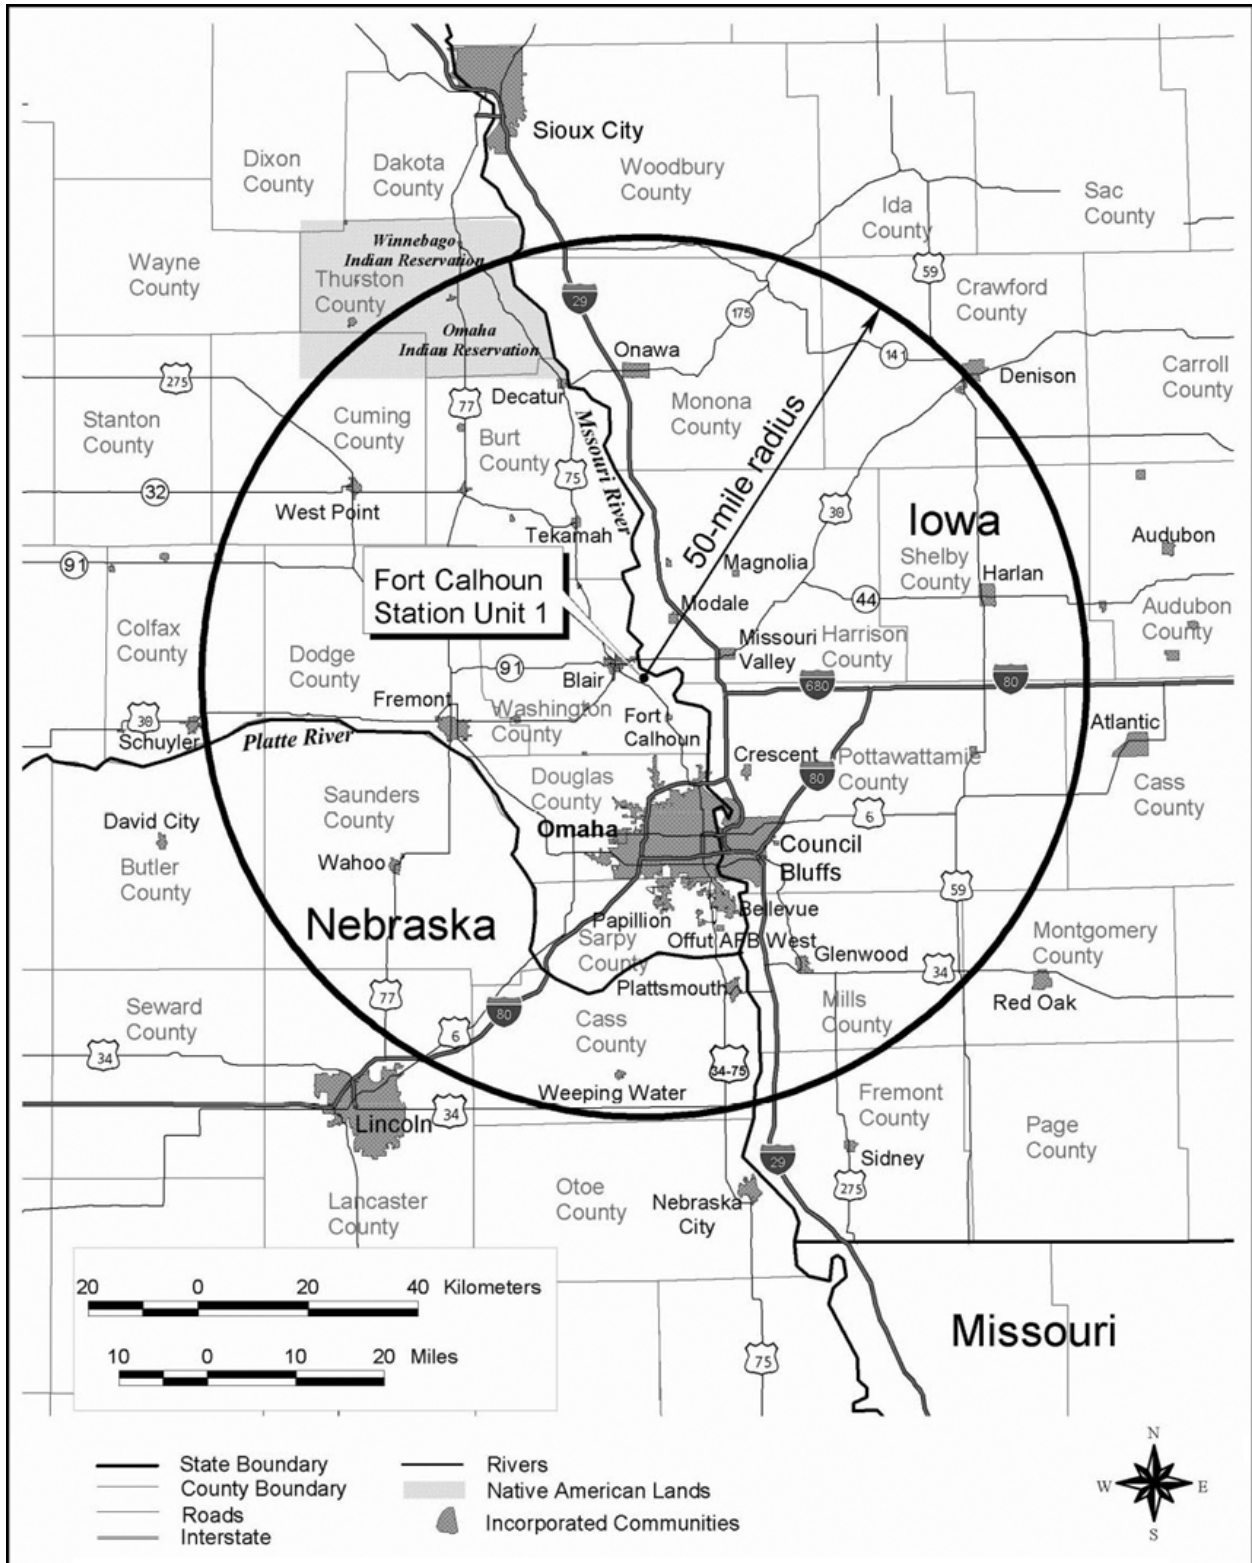 Sioux City
Dixon
County
Dakota
County
Woodbury
County
Ida
County
Sac
County
Winnebago
Indian Reservation
Wayne
County
Thurston
County
59
Crawford
County
29
175
Omaha
Indian Reservation
Onawa
141
Denison
Carroll
County
275
Decatur
77
Stanton
County
Cuming
County
Burt
County
Monona
County
Mssouri River
50-mile radius
75
32
West Point
30
Iowa
Tekamah
Audubon
91
Magnolia
Shelby
County
Harlan
Fort Calhoun
Station Unit 1
Modale
44
Audubon
County
Colfax
County
Missouri
Valley
Harrison
County
Dodge
County
91
Blair
680
80
Fremont
Washington
County
Fort
Calhoun
30
Schuyler
Platte River
Atlantic
Crescent
Pottawattamie
County
80
Douglas
County
Cass
County
Saunders
County
6
David City
Omaha
Council
Bluffs
Butler
County
Wahoo
59
Nebraska
Papillion
Bellevue
Sarpy
County
Offut AFB West
Glenwood
Montgomery
County
34
Plattsmouth
Red Oak
77
Seward
County
80
Mills
County
Cass
County
6
34
34-75
Weeping Water
Fremont
County
34
Lincoln
Page
County
Sidney
29
275
Otoe
County
Nebraska
City
Lancaster
County
20 0 20 40 Kilometers
10 0 10 20 Miles
Missouri
75
State Boundary
County Boundary
Roads
Interstate
Rivers
Native American Lands
Incorporated Communities
N
W E
S